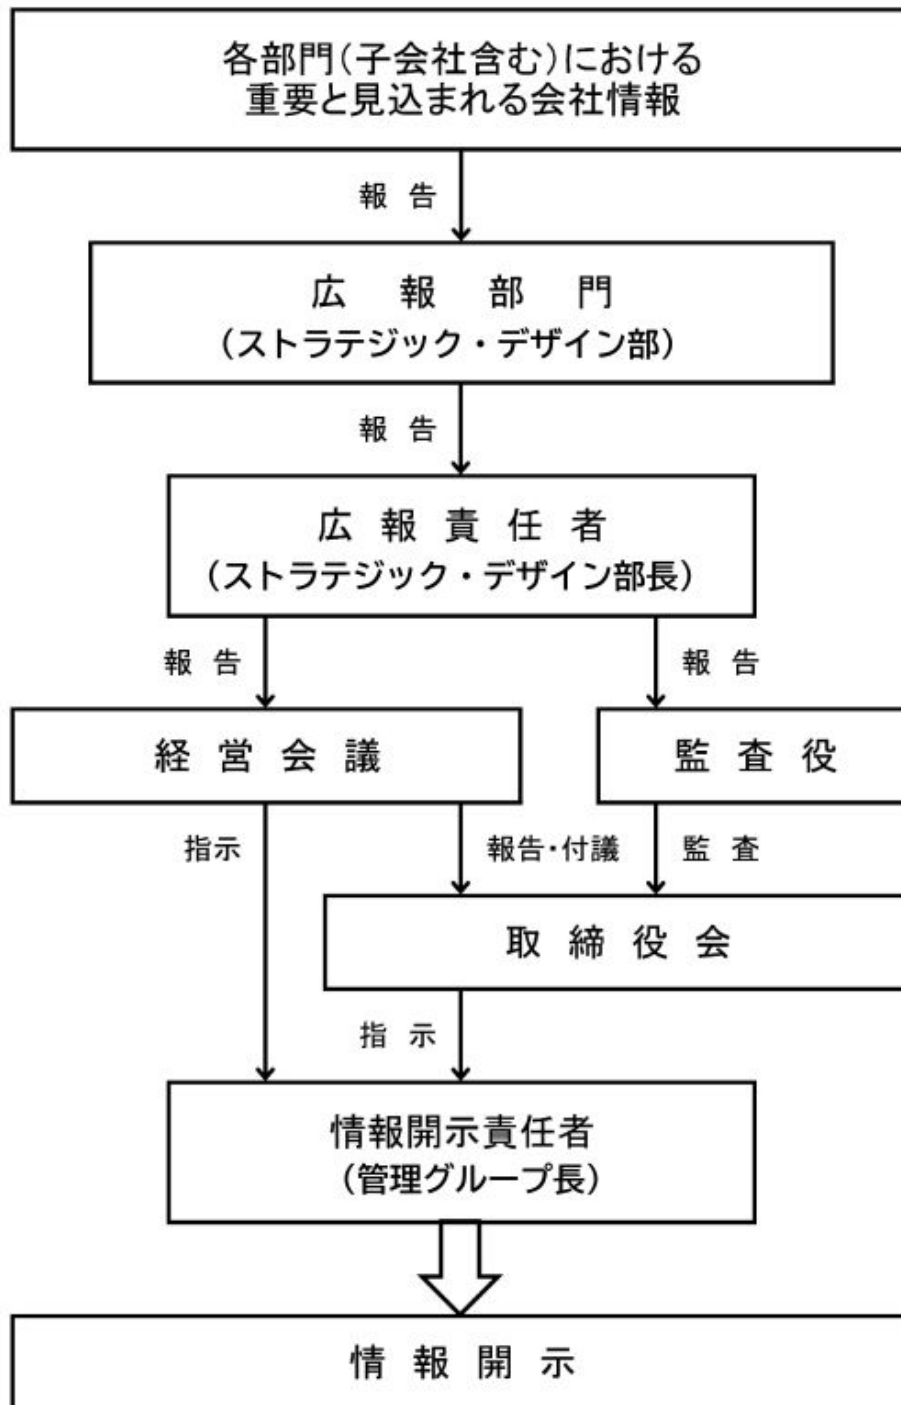 各部門(子会社含む)における
重要と見込まれる会社情報
報告
広報部門
(ストラテジック・デザイン部)
報告
広報責任者
(ストラテジック・デザイン部長)
報告
報告
経営会議
監査役
指示
報告・付議
監査
取締役会
指示
情報開示責任者
(管理グループ長)
情報開示